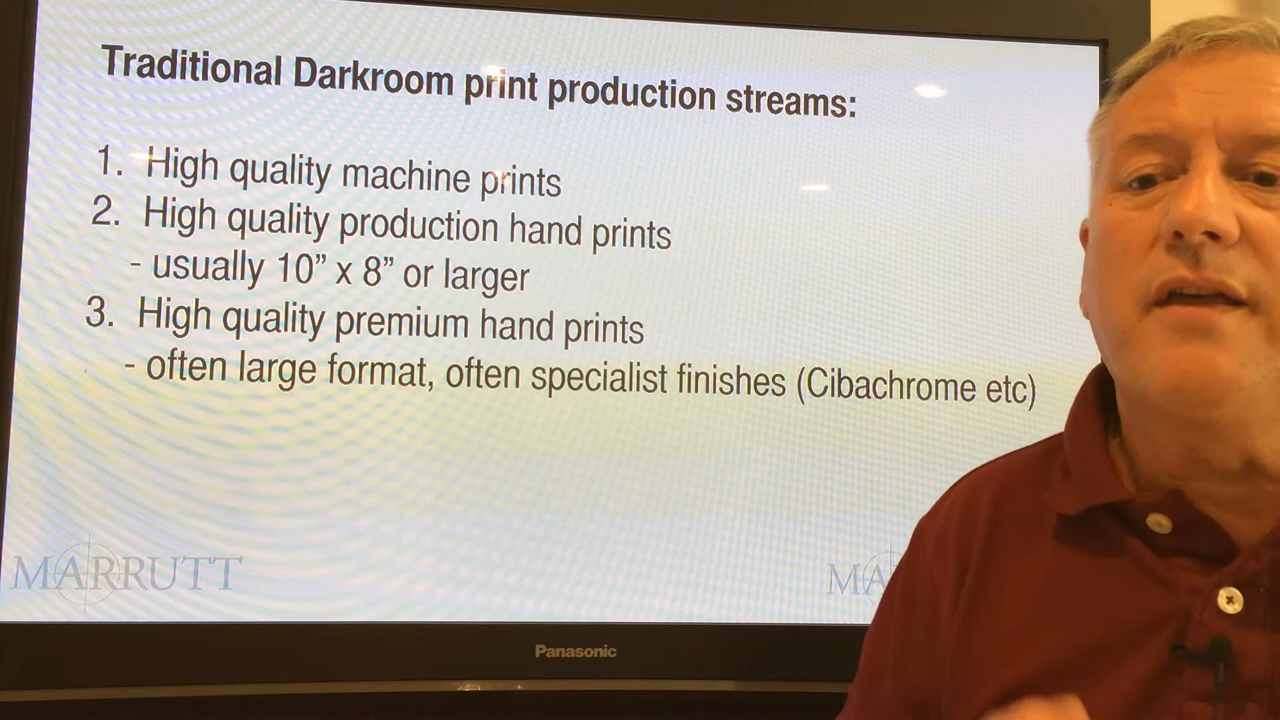 Traditional Darkroom print production streams:
1. High quality machine prints
2. High quality production hand prints
- usually 10” x 8” or larger
3. High quality premium hand prints
- often large format, often specialist finishes (Cibachrome etc)
MARRUTT
MA
Panasonic